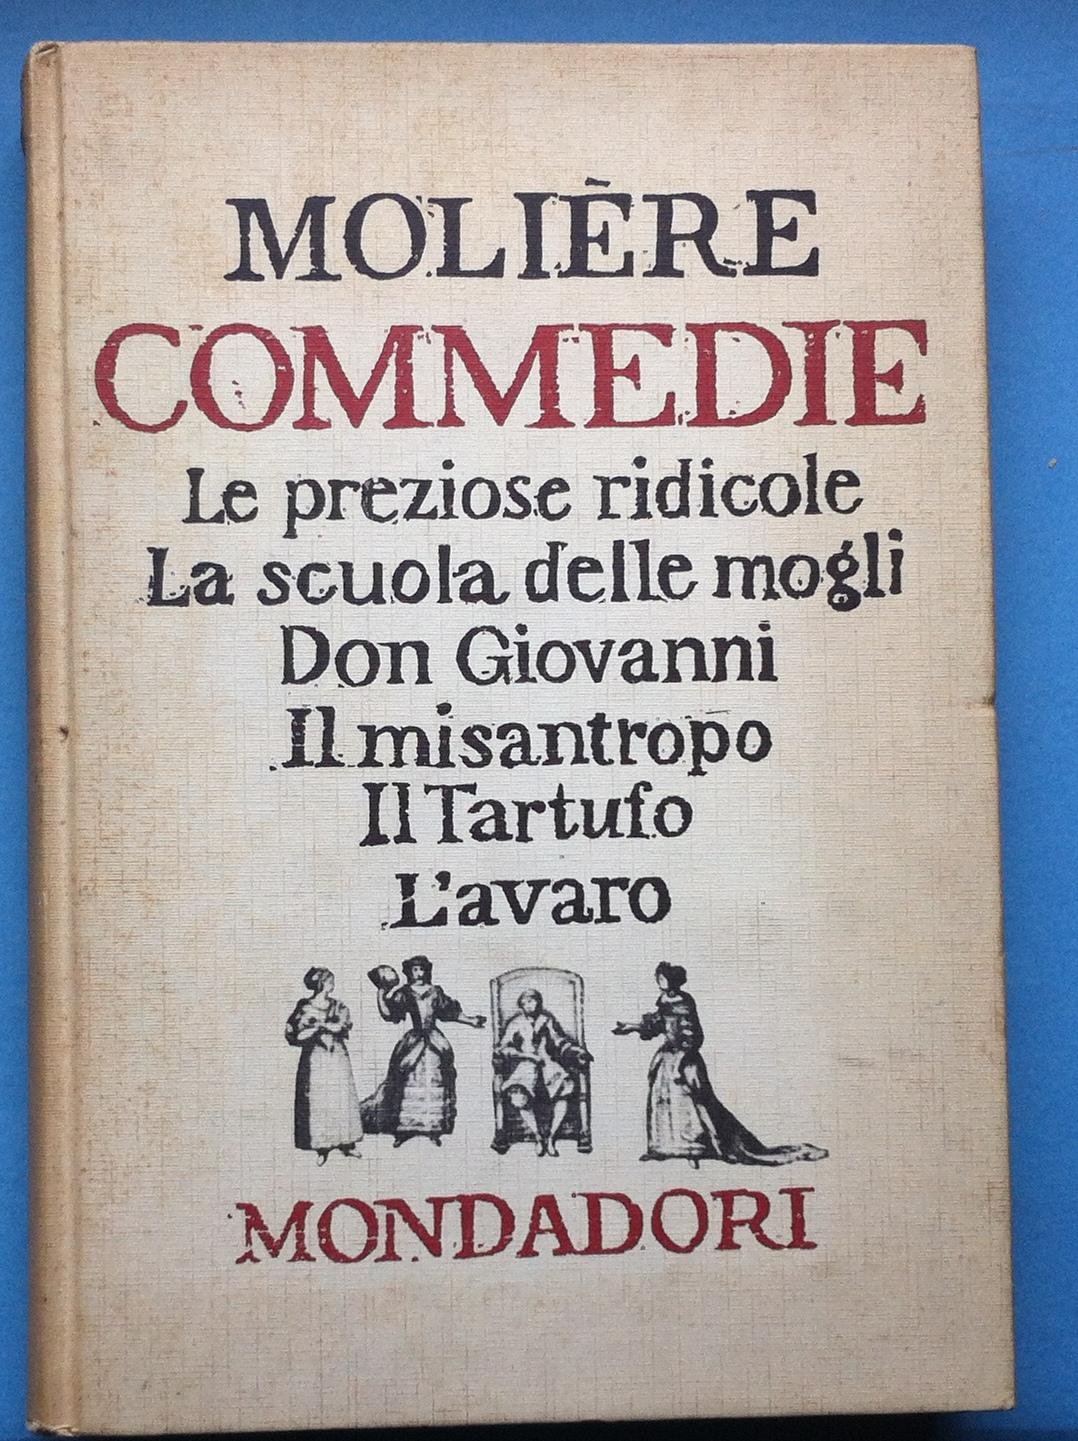 MOLIÈRE
COMMEDIE
Le preziose ridicole
La scuola delle mogli
Don Giovanni
Il misantropo
Il Tartufo
L'avaro
MONDADORI